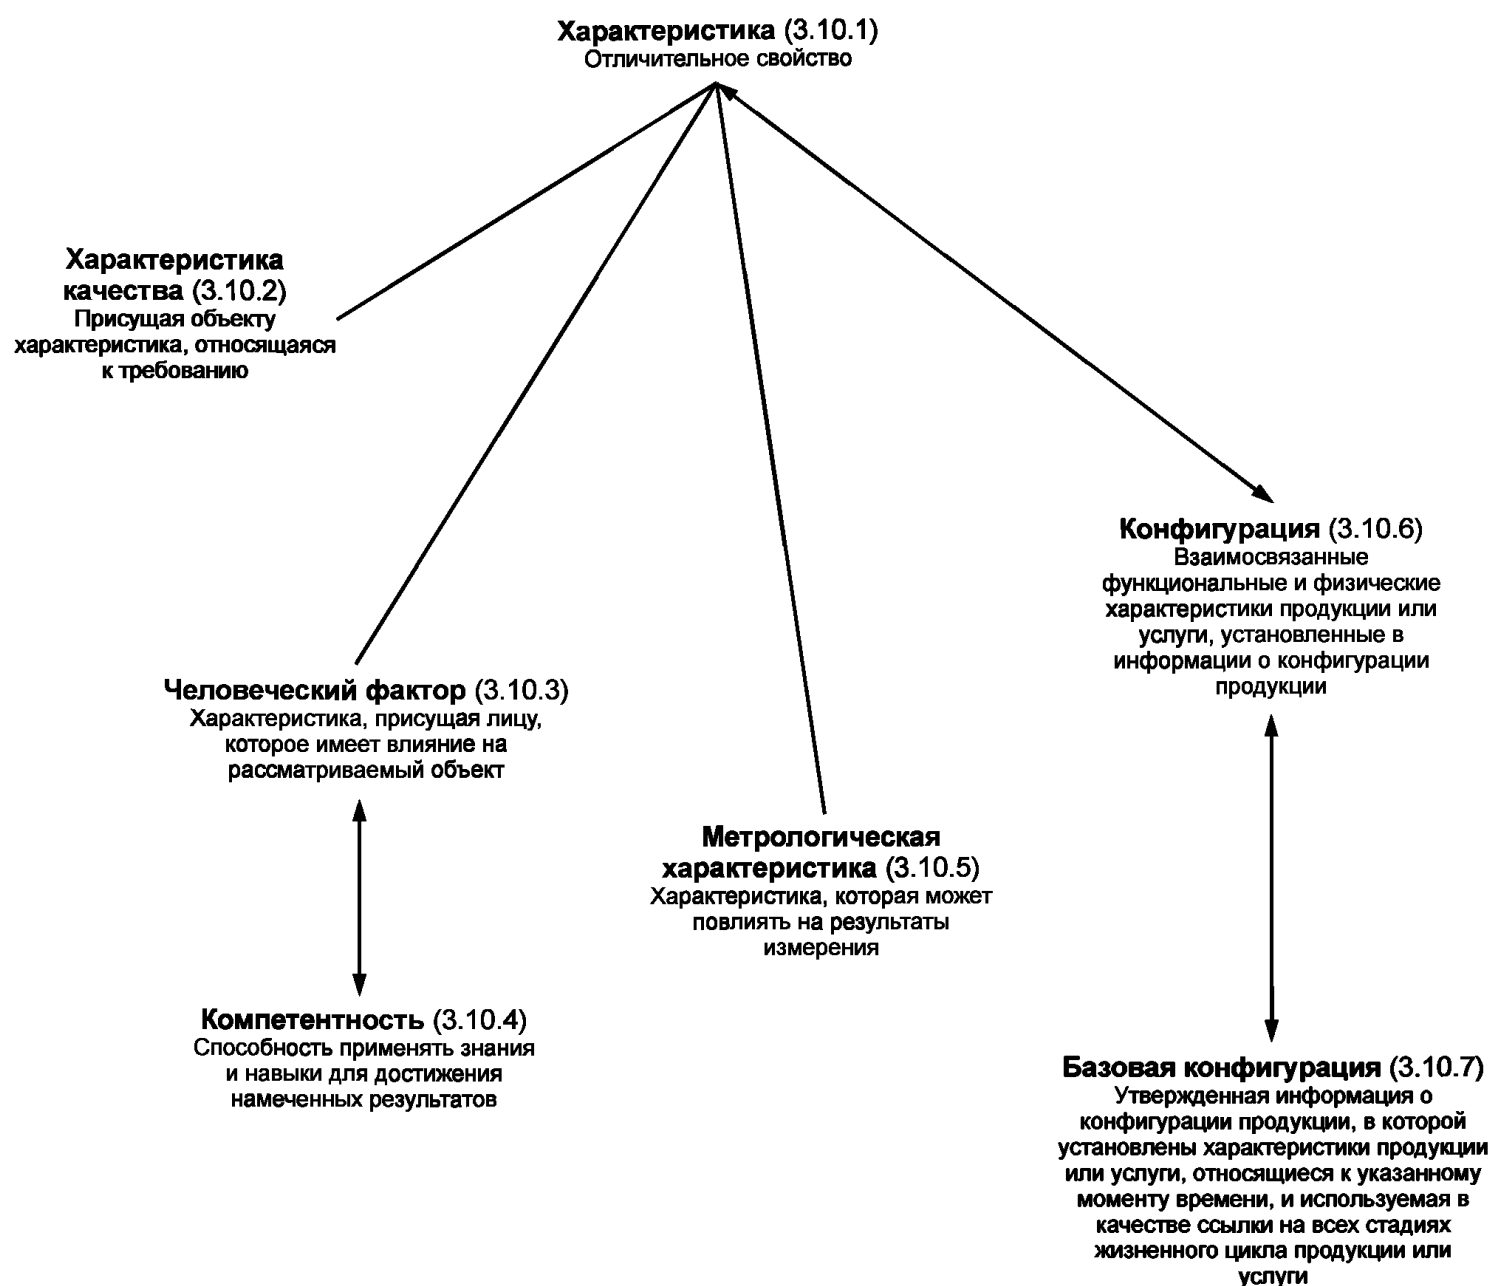 Характеристика (3.10.1)
Отличительное свойство
Характеристика
качества (3.10.2)
Присущая объекту
характеристика, относящаяся
к требованию
Конфигурация (3.10.6)
Взаимосвязанные
функциональные и физические
характеристики продукции или
услуги, установленные в
информации о конфигурации
продукции
Человеческий фактор (3.10.3)
Характеристика, присущая лицу,
которое имеет влияние на
рассматриваемый объект
Метрологическая
характеристика (3.10.5)
Характеристика, которая может
повлиять на результаты
измерения
Компетентность (3.10.4)
Способность применять знания
и навыки для достижения
намеченных результатов
Базовая конфигурация (3.10.7)
Утвержденная информация о
конфигурации продукции, в которой
установлены характеристики продукции
или услуги, относящиеся к указанному
моменту времени, и используемая в
качестве ссылки на всех стадиях
жизненного цикла продукции или
услуги